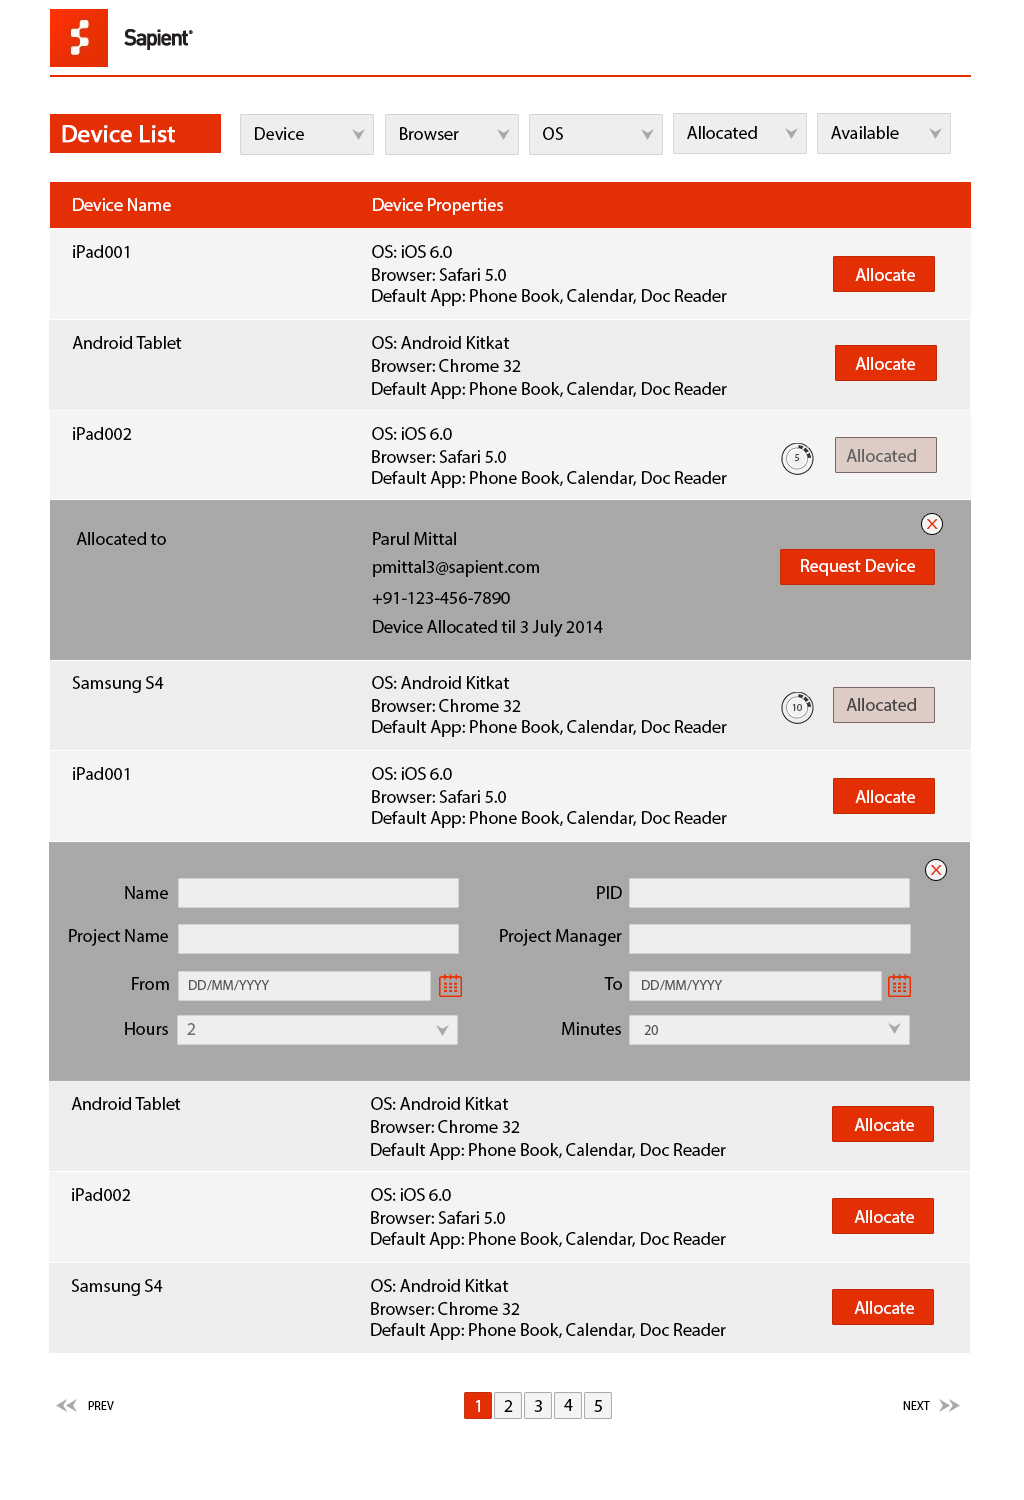 Sapient
Device List
Device
Browser
OS
Allocated
Available
Device Name
Device Properties
iPad001
OS: iOS 6.0
Browser: Safari 5.0
Default App: Phone Book, Calendar, Doc Reader
Allocate
Android Tablet
OS: Android Kitkat
Browser: Chrome 32
Default App: Phone Book, Calendar, Doc Reader
Allocate
iPad002
OS: iOS 6.0
Browser: Safari 5.0
Default App: Phone Book, Calendar, Doc Reader
5
Allocated
Allocated to
Parul Mittal
pmittal3@sapient.com
+91-123-456-7890
Device Allocated til 3 July 2014
Request Device
Samsung S4
OS: Android Kitkat
Browser: Chrome 32
Default App: Phone Book, Calendar, Doc Reader
10
Allocated
iPad001
OS: iOS 6.0
Browser: Safari 5.0
Default App: Phone Book, Calendar, Doc Reader
Allocate
Name
PID
Project Name
Project Manager
From
DD/MM/YYYY
To
DD/MM/YYYY
Hours
2
Minutes
20
Android Tablet
OS: Android Kitkat
Browser: Chrome 32
Default App: Phone Book, Calendar, Doc Reader
Allocate
iPad002
OS: iOS 6.0
Browser: Safari 5.0
Default App: Phone Book, Calendar, Doc Reader
Allocate
Samsung S4
OS: Android Kitkat
Browser: Chrome 32
Default App: Phone Book, Calendar, Doc Reader
Allocate
PREV
1 2 3 4 5
NEXT